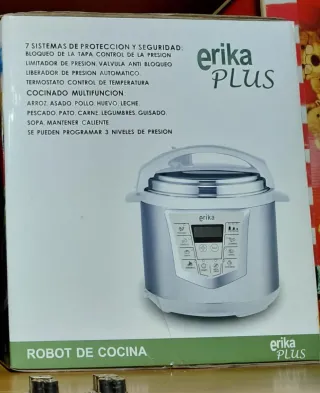 7 SISTEMAS DE PROTECCION Y SEGURIDAD:
BLOQUEO DE LA TAPA, CONTROL DE LA PRESION
LIMITADOR DE PRESION, VALVULA ANTI BLOQUEO
LIBERADOR DE PRESION AUTOMATICO
TERMOSTATO CONTROL DE TEMPERATURA
COCINADO MULTIFUNCION
ARROZ, ASADO, POLLO, HUEVO, LECHE,
PESCADO, PATO, CARNE, LEGUMBRES, GUISADO,
SOPA, MANTENER CALIENTE.
SE PUEDEN PROGRAMAR 3 NIVELES DE PRESION
erika
PLUS
erika
ROBOT DE COCINA
erika
PLUS